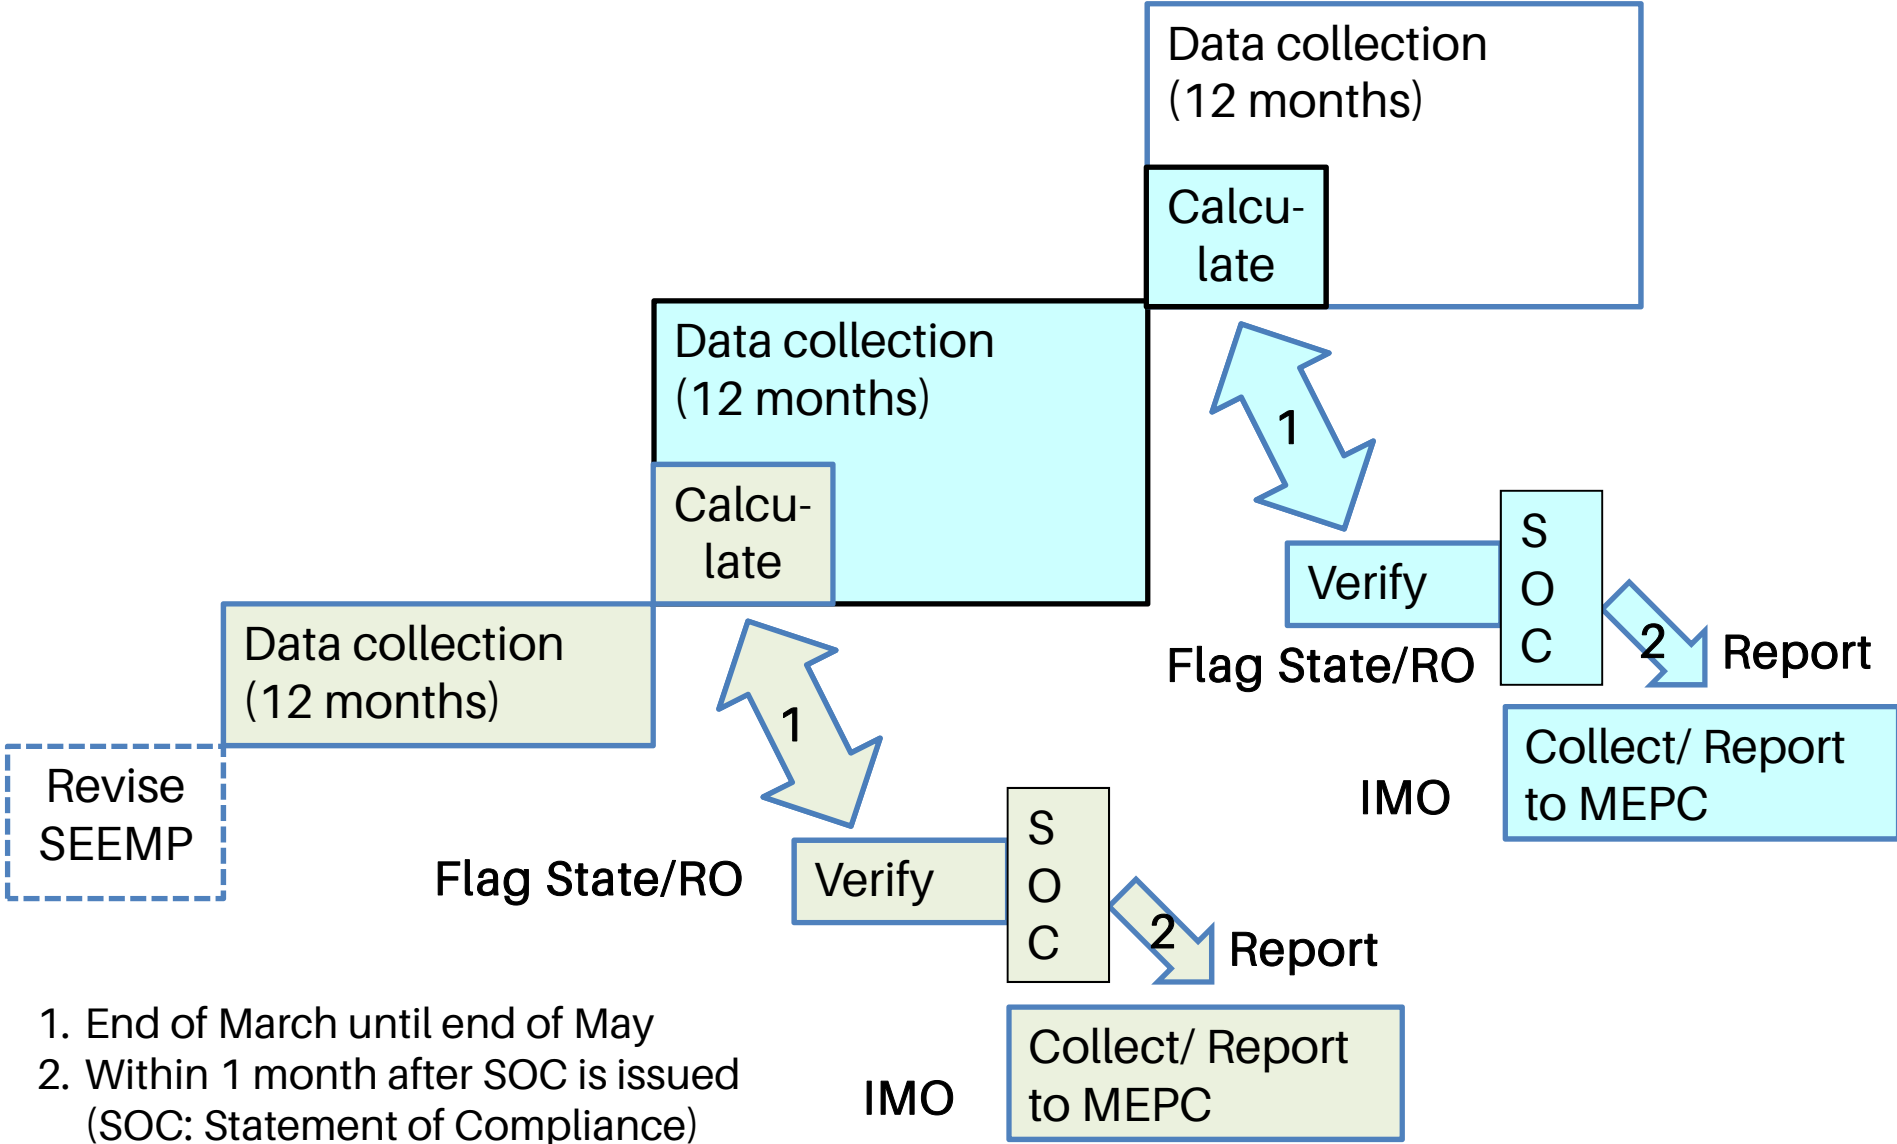 Data collection
(12 months)
Calcu-
late
Data collection
(12 months)
Calcu-
late
Data collection
(12 months)
Revise
SEEMP
1
Verify
S
O
C
Flag State/RO
2
Report
IMO
Collect/ Report
to MEPC
1
Flag State/RO
Verify
S
O
C
2
Report
IMO
Collect/ Report
to MEPC
1. End of March until end of May
2. Within 1 month after SOC is issued
(SOC: Statement of Compliance)